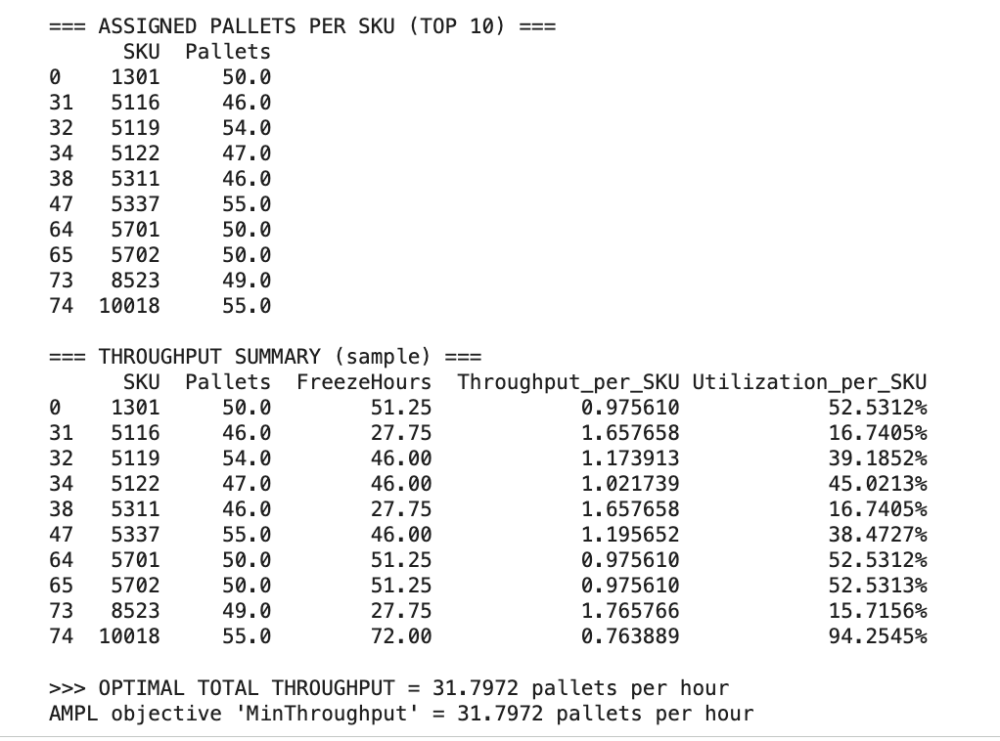 === ASSIGNED PALLETS PER SKU (TOP 10) ===
SKU Pallets
0 1301 50.0
31 5116 46.0
32 5119 54.0
34 5122 47.0
38 5311 46.0
47 5337 55.0
64 5701 50.0
65 5702 50.0
73 8523 49.0
74 10018 55.0
=== THROUGHPUT SUMMARY (sample) ===
SKU Pallets FreezeHours Throughput_per_SKU Utilization_per_SKU
0 1301 50.0 51.25 0.975610 52.5312%
31 5116 46.0 27.75 1.657658 16.7405%
32 5119 54.0 46.00 1.173913 39.1852%
34 5122 47.0 46.00 1.021739 45.0213%
38 5311 46.0 27.75 1.657658 16.7405%
47 5337 55.0 46.00 1.195652 38.4727%
64 5701 50.0 51.25 0.975610 52.5312%
65 5702 50.0 51.25 0.975610 52.5313%
73 8523 49.0 27.75 1.765766 15.7156%
74 10018 55.0 72.00 0.763889 94.2545%
>>> OPTIMAL TOTAL THROUGHPUT = 31.7972 pallets per hour
AMPL objective 'MinThroughput' = 31.7972 pallets per hour